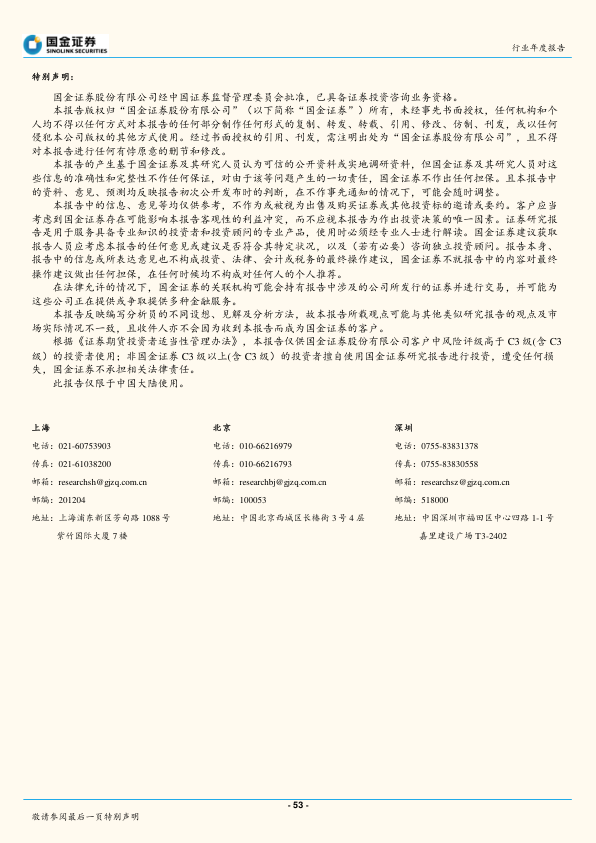 国金证券
SINOLINK SECURITIES
行业年度报告
特别声明：
国金证券股份有限公司经中国证券监督管理委员会批准，已具备证券投资咨询业务资格。
本报告版权归“国金证券股份有限公司”（以下简称“国金证券”）所有，未经事先书面授权，任何机构和个
人均不得以任何方式对本报告的任何部分制作任何形式的复制、转发、转载、引用、修改、仿制、刊发，或以任何
侵犯本公司版权的其他方式使用。经过书面授权的引用、刊发，需注明出处为“国金证券股份有限公司”，且不得
对本报告进行任何有悖原意的删节和修改。
本报告的产生基于国金证券及其研究人员认为可信的公开资料或实地调研资料，但国金证券及其研究人员对这
些信息的准确性和完整性不作任何保证，对由于该等问题产生的一切责任，国金证券不作出任何担保。且本报告中
的资料、意见、预测均反映报告初次公开发布时的判断，在不作事先通知的情况下，可能会随时调整。
本报告中的信息、意见等均仅供参考，不作为或被视为出售及购买证券或其他投资标的邀请或要约。客户应当
考虑到国金证券存在可能影响本报告客观性的利益冲突，而不应视本报告为作出投资决策的唯一因素。证券研究报
告是用于服务具备专业知识的投资者和投资顾问的专业产品，使用时必须经专业人士进行解读。国金证券建议获取
报告人员应考虑本报告的任何意见或建议是否符合其特定状况，以及（若有必要）咨询独立投资顾问。报告本身、
报告中的信息或所表达意见也不构成投资、法律、会计或税务的最终操作建议，国金证券不就报告中的内容对最终
操作建议做出任何担保，在任何时候均不构成对任何人的个人推荐。
在法律允许的情况下，国金证券的关联机构可能会持有报告中涉及的公司所发行的证券并进行交易，并可能为
这些公司正在提供或争取提供多种金融服务。
本报告反映编写分析员的不同设想、见解及分析方法，故本报告所载观点可能与其他类似研究报告的观点及市
场实际情况不一致，且收件人亦不会因为收到本报告而成为国金证券的客户。
根据《证券期货投资者适当性管理办法》，本报告仅供国金证券股份有限公司客户中风险评级高于 C3 级(含 C3
级）的投资者使用；非国金证券 C3 级以上(含 C3 级）的投资者擅自使用国金证券研究报告进行投资，遭受任何损
失，国金证券不承担相关法律责任。
此报告仅限于中国大陆使用。
上海
电话：021-60753903
传真：021-61038200
邮箱：researchsh@gjzq.com.cn
邮编：201204
地址：上海浦东新区芳甸路 1088 号
紫竹国际大厦 7 楼
北京
电话：010-66216979
传真：010-66216793
邮箱：researchbj@gjzq.com.cn
邮编：100053
地址：中国北京西城区长椿街 3 号 4 层
深圳
电话：0755-83831378
传真：0755-83830558
邮箱：researchsz@gjzq.com.cn
邮编：518000
地址：中国深圳市福田区中心四路 1-1 号
嘉里建设广场 T3-2402
- 53 -
敬请参阅最后一页特别声明